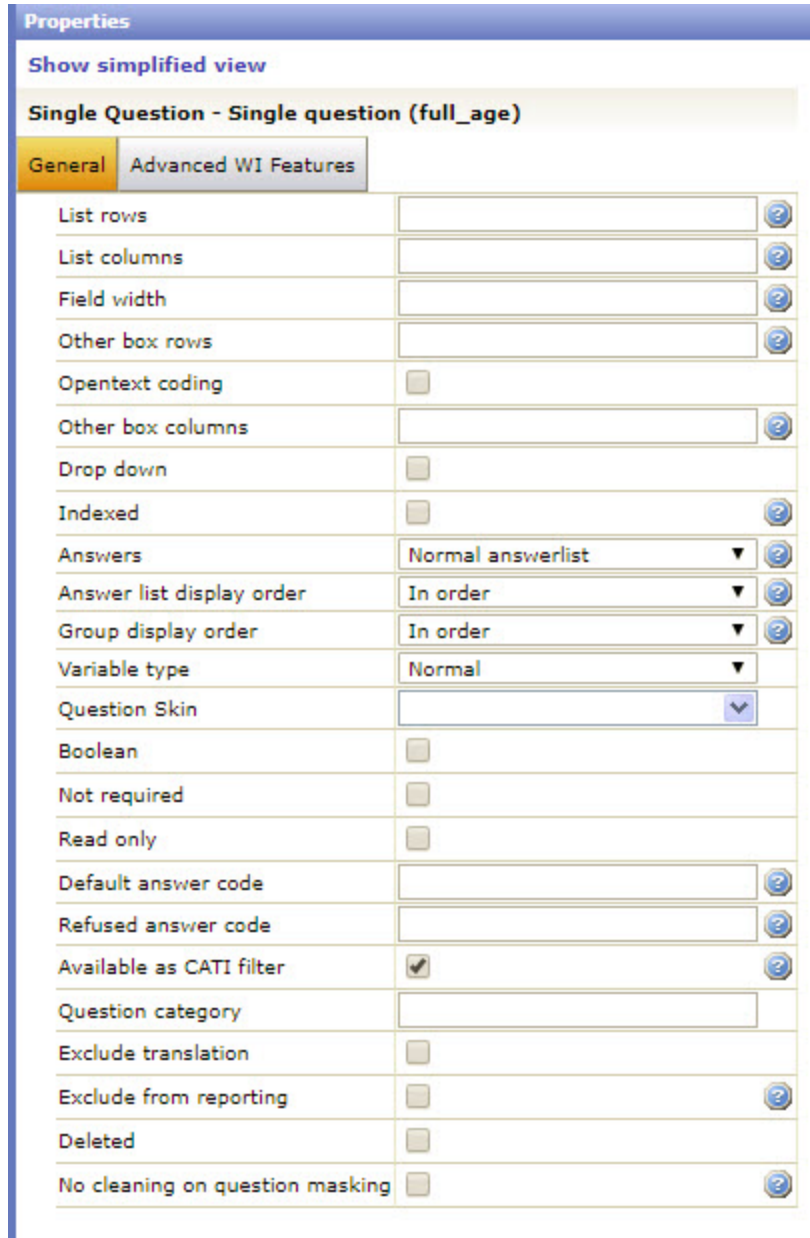 Properties
Show simplified view
Single Question - Single question (full_age)
General Advanced WI Features
List rows
List columns
Field width
Other box rows
Opentext coding
Other box columns
Drop down
Indexed
Answers Normal answerlist
Answer list display order In order
Group display order In order
Variable type Normal
Question Skin
Boolean
Not required
Read only
Default answer code
Refused answer code
Available as CATI filter
Question category
Exclude translation
Exclude from reporting
Deleted
No cleaning on question masking